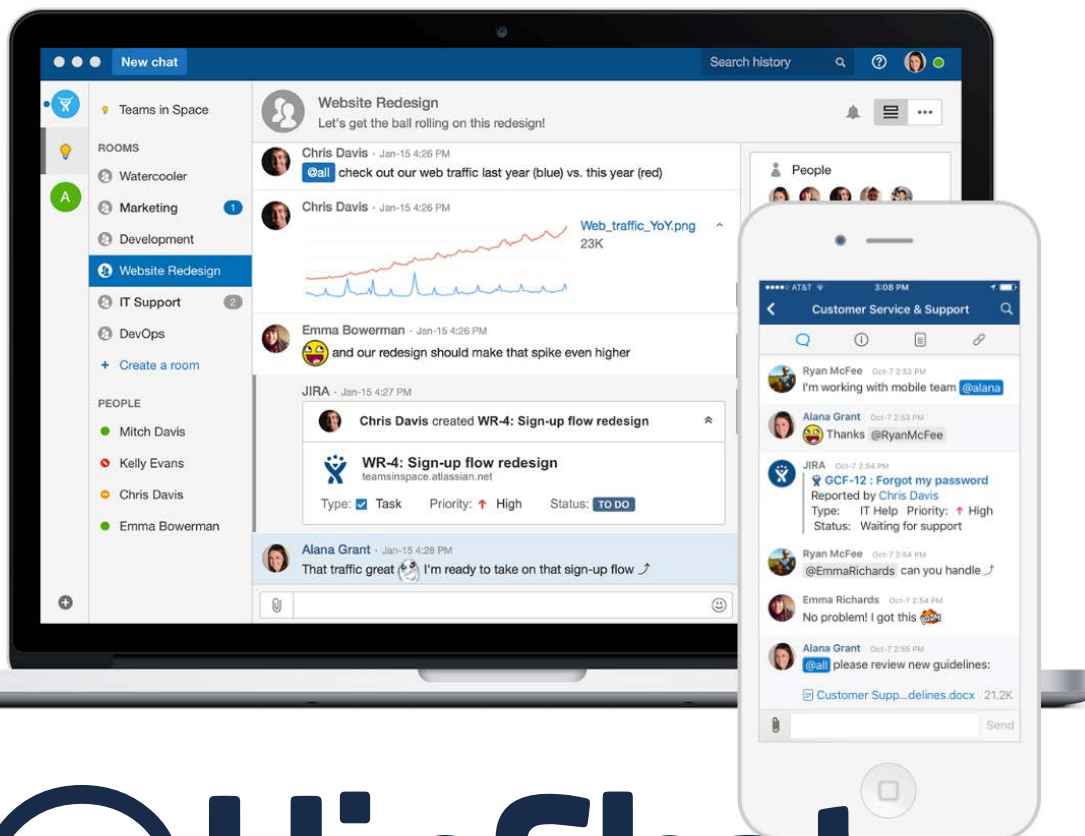 New chat
Search history
Teams in Space
ROOMS
Watercooler
Marketing 1
Development
Website Redesign
IT Support 2
DevOps
+ Create a room
PEOPLE
Mitch Davis
Kelly Evans
Chris Davis
Emma Bowerman
A
Website Redesign
Let's get the ball rolling on this redesign!
Chris Davis · Jan-15 4:26 PM
@all check out our web traffic last year (blue) vs. this year (red)
Chris Davis · Jan-15 4:26 PM
Web_traffic_YoY.png
23K
Emma Bowerman · Jan-15 4:26 PM
and our redesign should make that spike even higher
JIRA · Jan-15 4:27 PM
Chris Davis created WR-4: Sign-up flow redesign
WR-4: Sign-up flow redesign
teamsinspace.atlassian.net
Type: Task Priority: High Status: TO DO
Alana Grant · Jan-15 4:28 PM
That traffic great I'm ready to take on that sign-up flow
People
AT&T 3:08 PM
Customer Service & Support
Ryan McFee Oct-7 2:53 PM
I'm working with mobile team @alana
Alana Grant Oct-7 2:53 PM
Thanks @RyanMcFee
JIRA Oct-7 2:54 PM
GCF-12 : Forgot my password
Reported by Chris Davis
Type: IT Help Priority: High
Status: Waiting for support
Ryan McFee Oct-7 2:54 PM
@EmmaRichards can you handle
Emma Richards Oct-7 2:54 PM
No problem! I got this
Alana Grant Oct-7 2:55 PM
@all please review new guidelines:
Customer Supp...delines.docx 21.2K
Send
HipChat